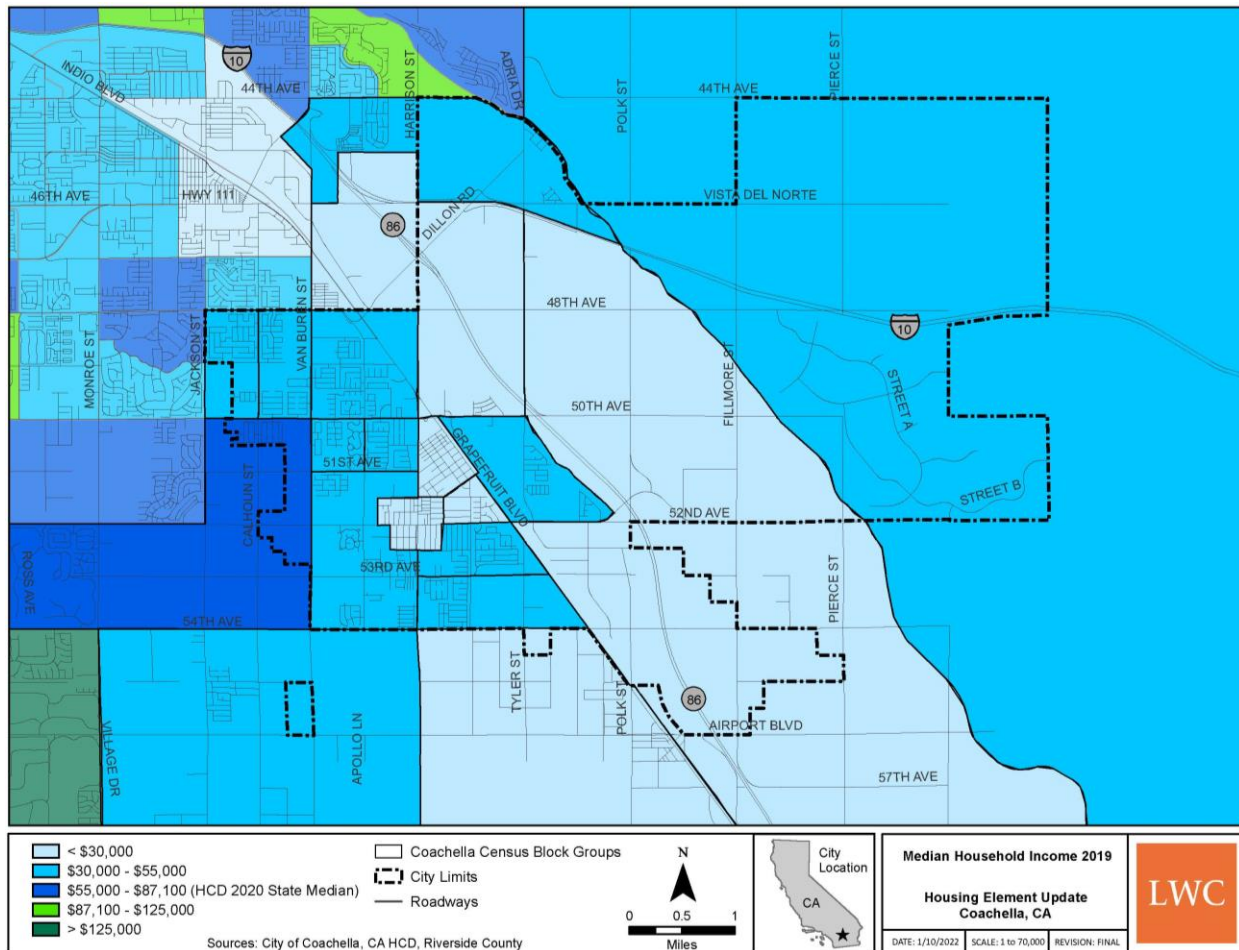 10
44TH AVE
INDIO BLVD
HARRISON ST
ADRIA DR
POLK ST
44TH AVE
PIERCE ST
46TH AVE
HWY 111
DILLON RD
86
VISTA DEL NORTE
48TH AVE
VAN BUREN ST
MONROE ST
JACKSON ST
10
FILLMORE ST
STREET A
50TH AVE
GRAPEFRUIT BLVD
51ST AVE
CALHOUN ST
STREET B
52ND AVE
ROSS AVE
53RD AVE
PIERCE ST
54TH AVE
TYLER ST
POLK ST
86
AIRPORT BLVD
VILLAGE DR
APOLLO LN
57TH AVE
< $30,000
$30,000 - $55,000
$55,000 - $87,100 (HCD 2020 State Median)
$87,100 - $125,000
> $125,000
Coachella Census Block Groups
City Limits
Roadways
Sources: City of Coachella, CA HCD, Riverside County
N
0 0.5 1
Miles
City
Location
CA
Median Household Income 2019
Housing Element Update
Coachella, CA
DATE: 1/10/2022 SCALE: 1 to 70,000 REVISION: FINAL
LWC